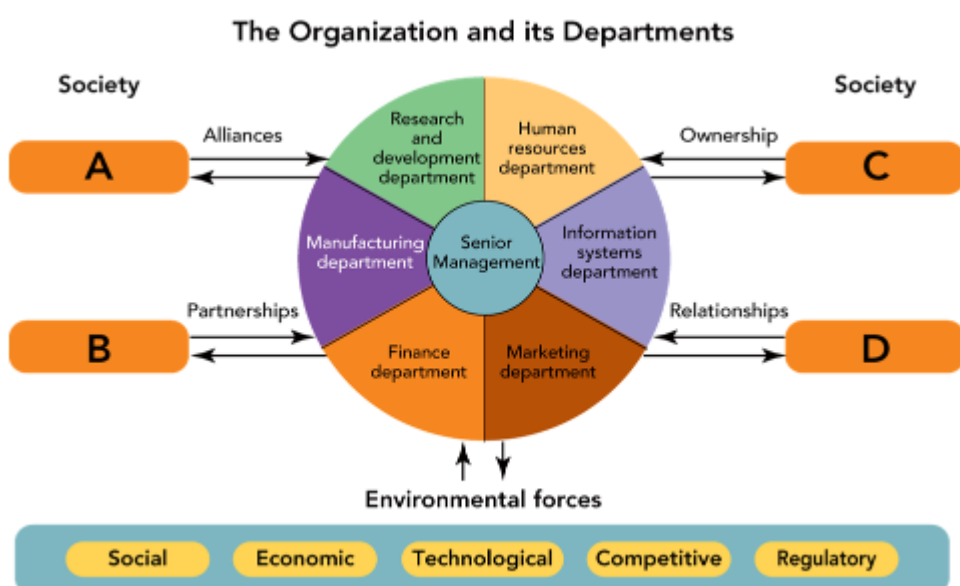 The Organization and its Departments
Society
Society
Alliances
Ownership
A
C
Research
and
development
department
Human
resources
department
Manufacturing
department
Senior
Management
Information
systems
department
Partnerships
Relationships
B
D
Finance
department
Marketing
department
Environmental forces
Social
Economic
Technological
Competitive
Regulatory